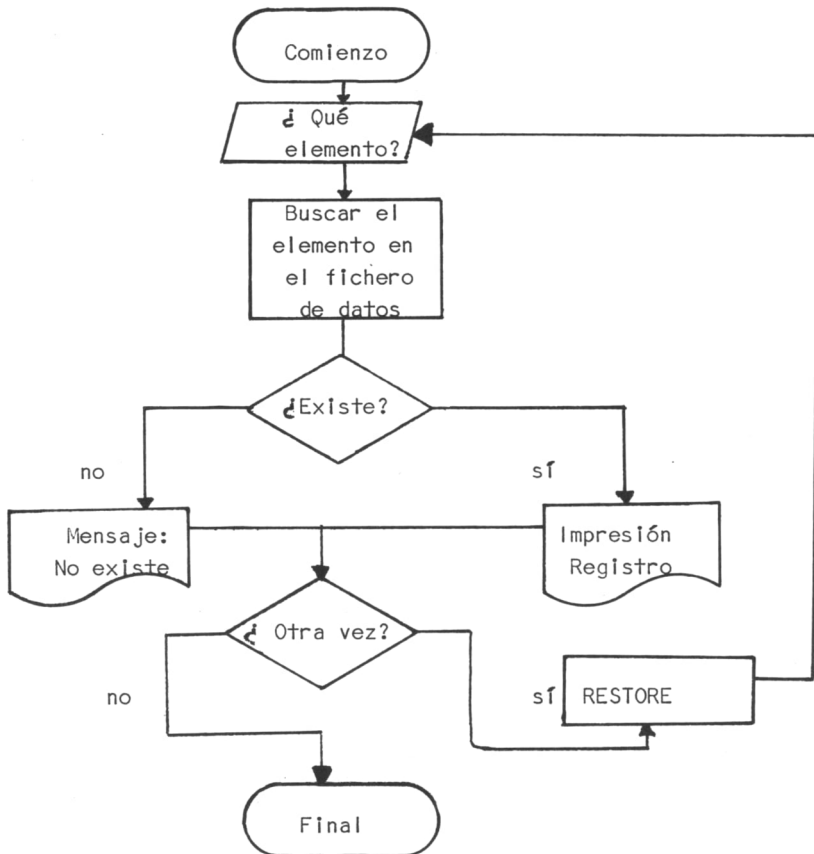 Comienzo
¿ Qué
elemento?
Buscar el
elemento en
el fichero
de datos
¿Existe?
no
sí
Mensaje:
No existe
Impresión
Registro
¿ Otra vez?
no
sí
RESTORE
Final